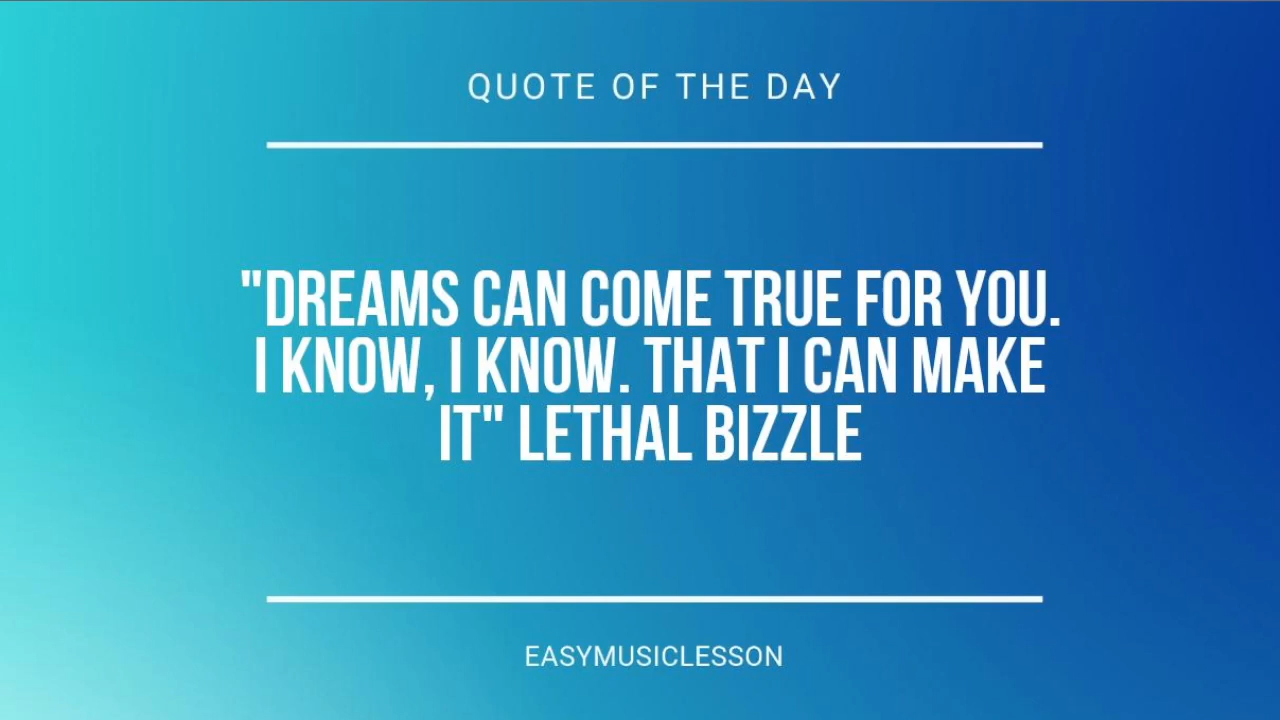 QUOTE OF THE DAY
"DREAMS CAN COME TRUE FOR YOU.
I KNOW, I KNOW. THAT I CAN MAKE
IT" LETHAL BIZZLE
EASYMUSICLESSON